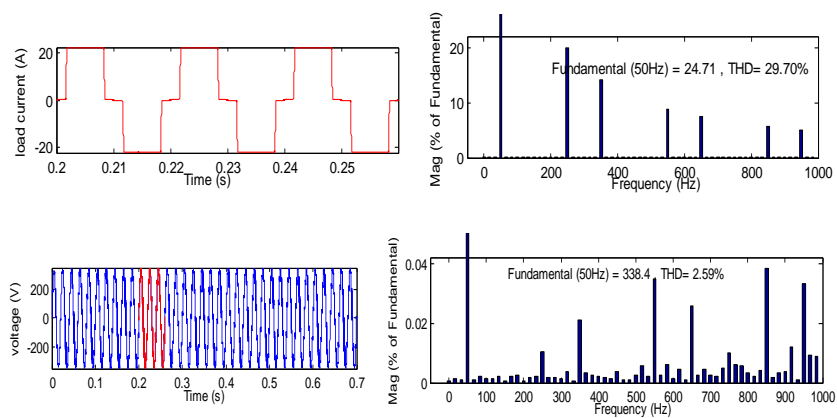 load current (A)
20
0
-20
0.2 0.21 0.22 0.23 0.24 0.25
Time (s)
Mag (% of Fundamental)
20
10
0
Fundamental (50Hz) = 24.71 , THD= 29.70%
0 200 400 600 800 1000
Frequency (Hz)
voltage (V)
200
0
-200
0 0.1 0.2 0.3 0.4 0.5 0.6 0.7
Time (s)
Mag (% of Fundamental)
0.04
0.02
0
Fundamental (50Hz) = 338.4 , THD= 2.59%
0 100 200 300 400 500 600 700 800 900 1000
Frequency (Hz)